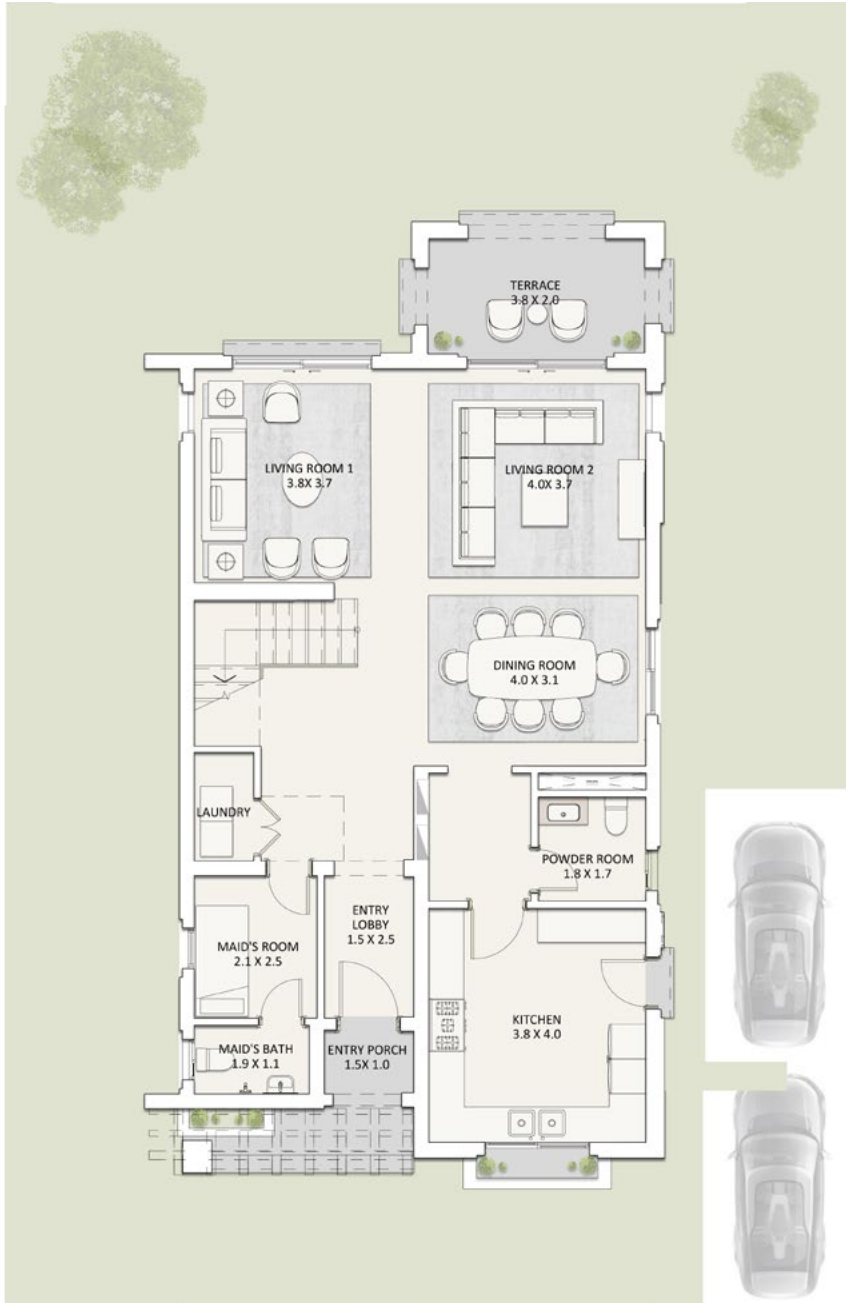 TERRACE
3.8 X 2.0
LIVING ROOM 1
3.8X 3.7
LIVING ROOM 2
4.0X 3.7
DINING ROOM
4.0 X 3.1
LAUNDRY
POWDER ROOM
1.8 X 1.7
ENTRY
LOBBY
1.5 X 2.5
MAID'S ROOM
2.1 X 2.5
KITCHEN
3.8 X 4.0
MAID'S BATH
1.9 X 1.1
ENTRY PORCH
1.5X 1.0